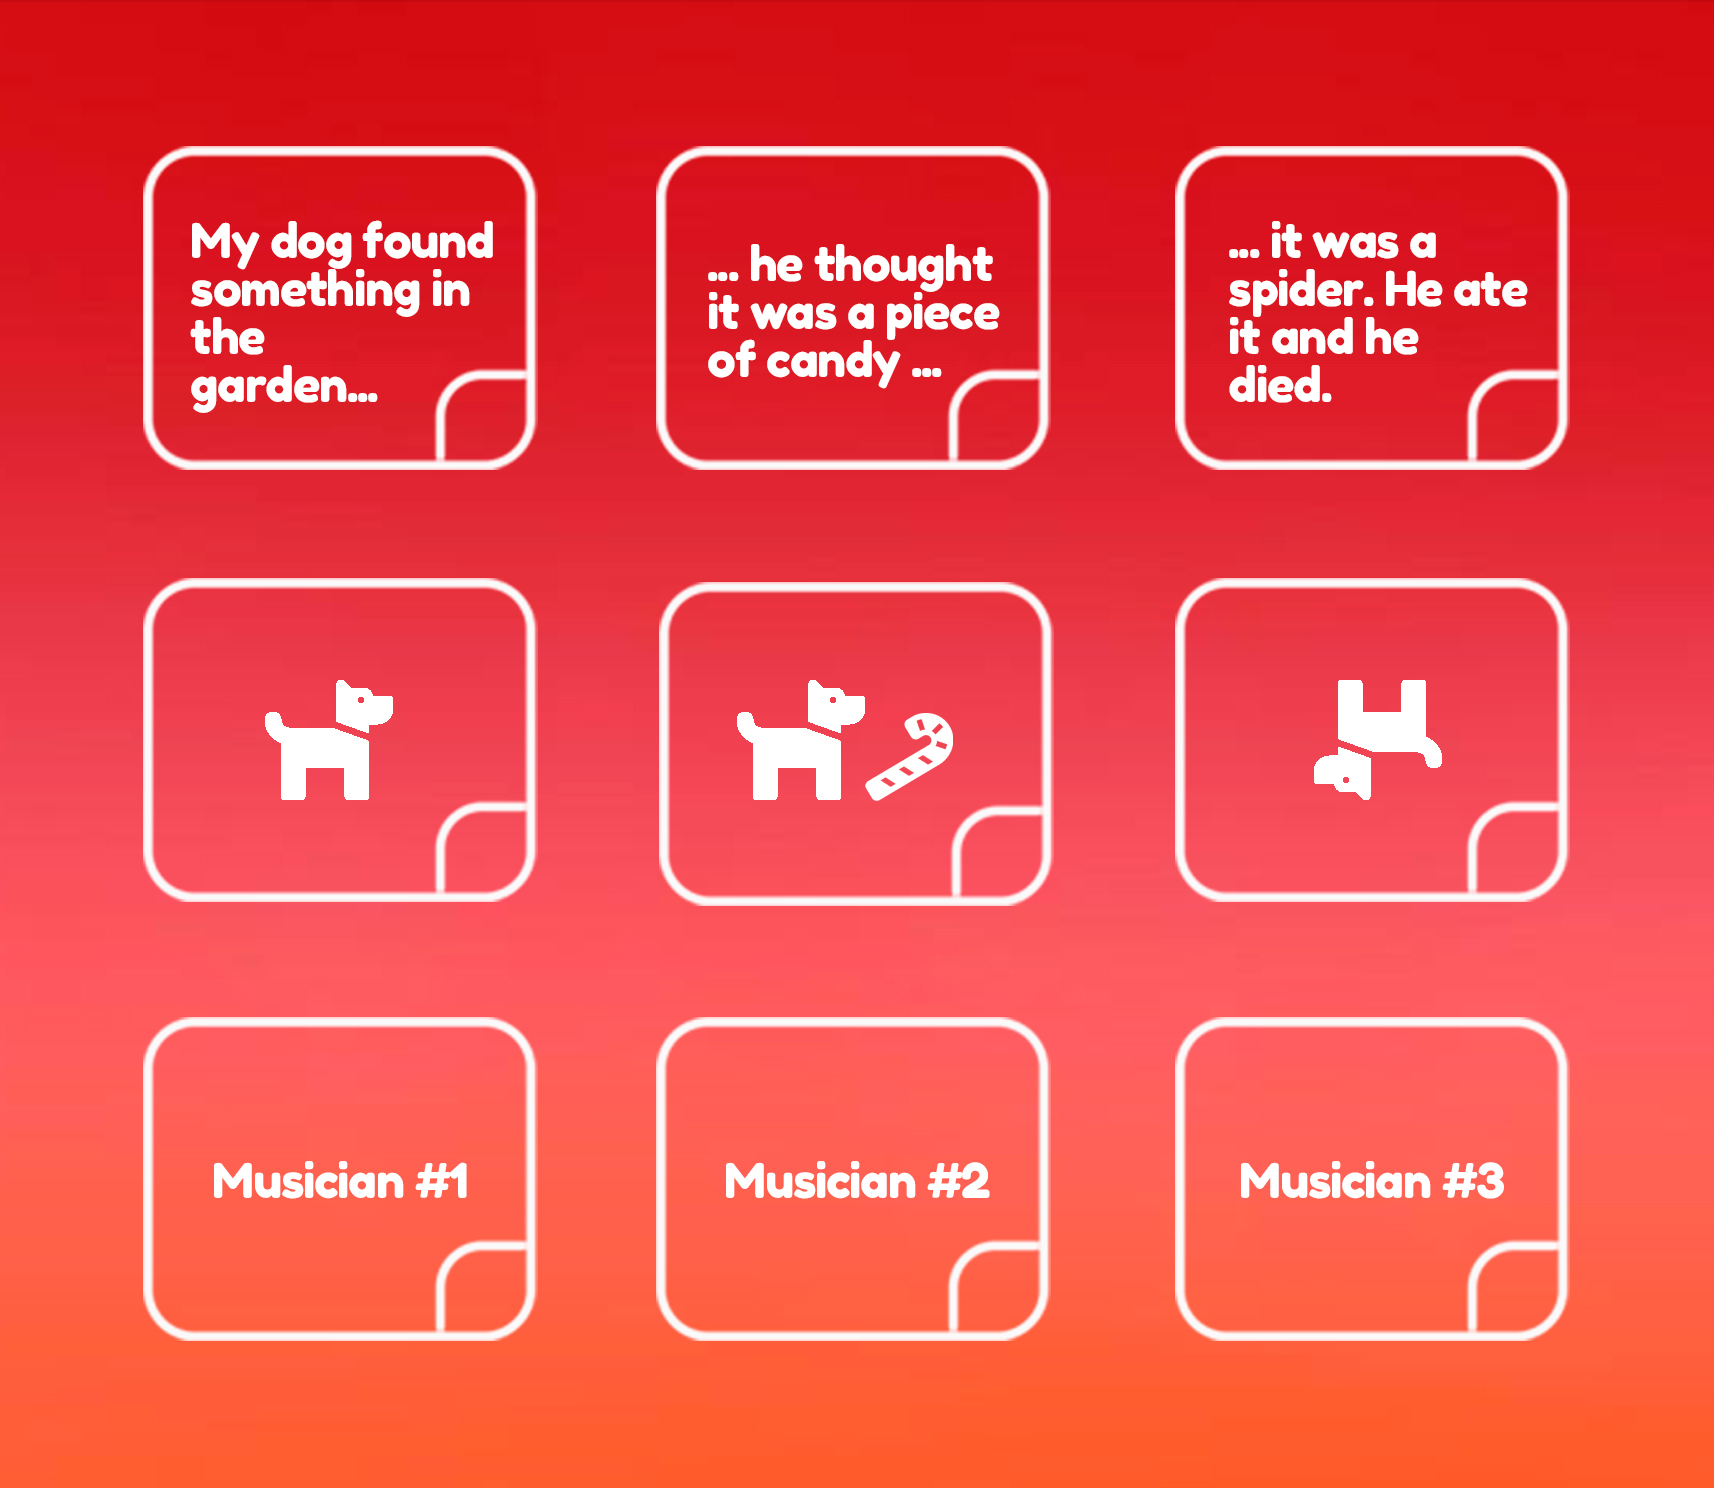 My dog found
something in
the
garden...
... he thought
it was a piece
of candy ...
... it was a
spider. He ate
it and he
died.
Musician #1
Musician #2
Musician #3